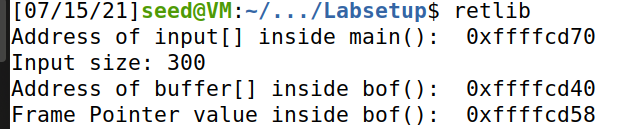 [07/15/21]seed@VM:~/.../Labsetup$ retlib
Address of input[] inside main():  0xffffcd70
Input size: 300
Address of buffer[] inside bof():  0xffffcd40
Frame Pointer value inside bof():  0xffffcd58